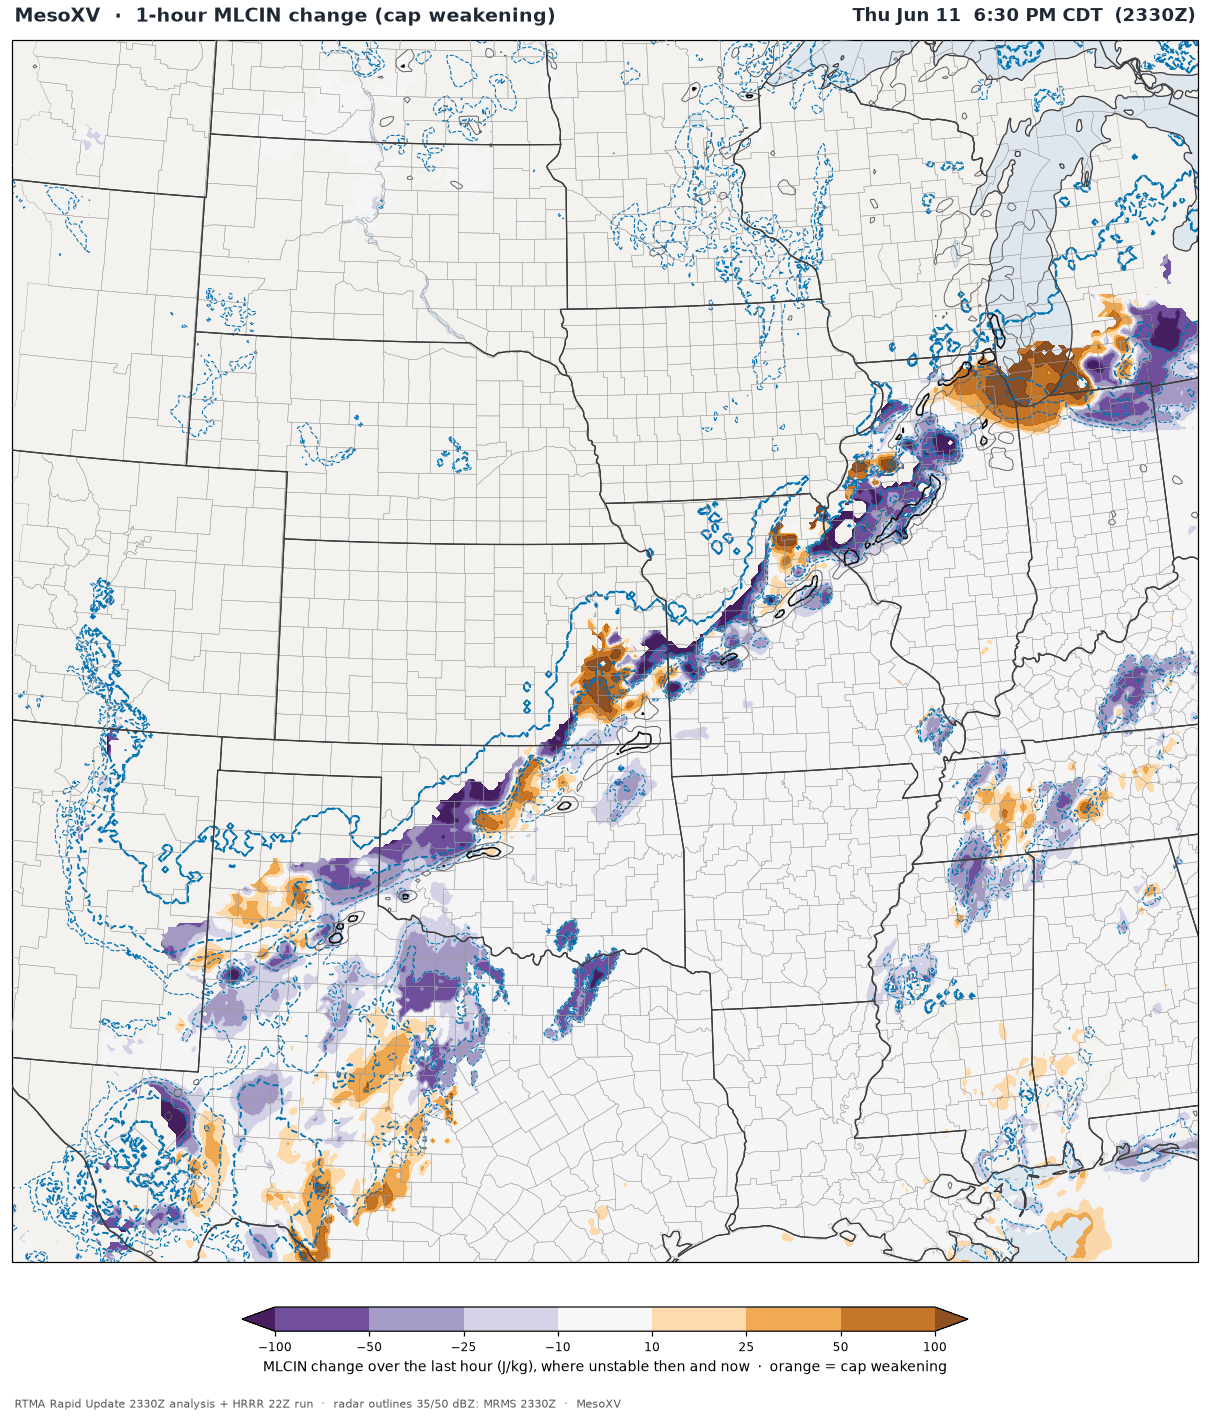 MesoXV · 1-hour MLCIN change (cap weakening)
Thu Jun 11 6:30 PM CDT (2330Z)
−100 −50 −25 −10 10 25 50 100
MLCIN change over the last hour (J/kg), where unstable then and now · orange = cap weakening
RTMA Rapid Update 2330Z analysis + HRRR 22Z run · radar outlines 35/50 dBZ: MRMS 2330Z · MesoXV